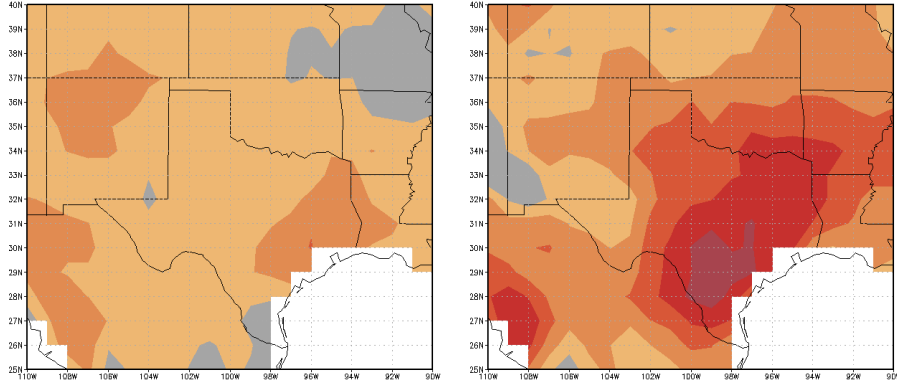 40N 40N
39N 39N
38N 38N
37N 37N
36N 36N
35N 35N
34N 34N
33N 33N
32N 32N
31N 31N
30N 30N
29N 29N
28N 28N
27N 27N
26N 26N
25N 25N
110W 108W 106W 104W 102W 100W 98W 96W 94W 92W 90W 110W 108W 106W 104W 102W 100W 98W 96W 94W 92W 90W